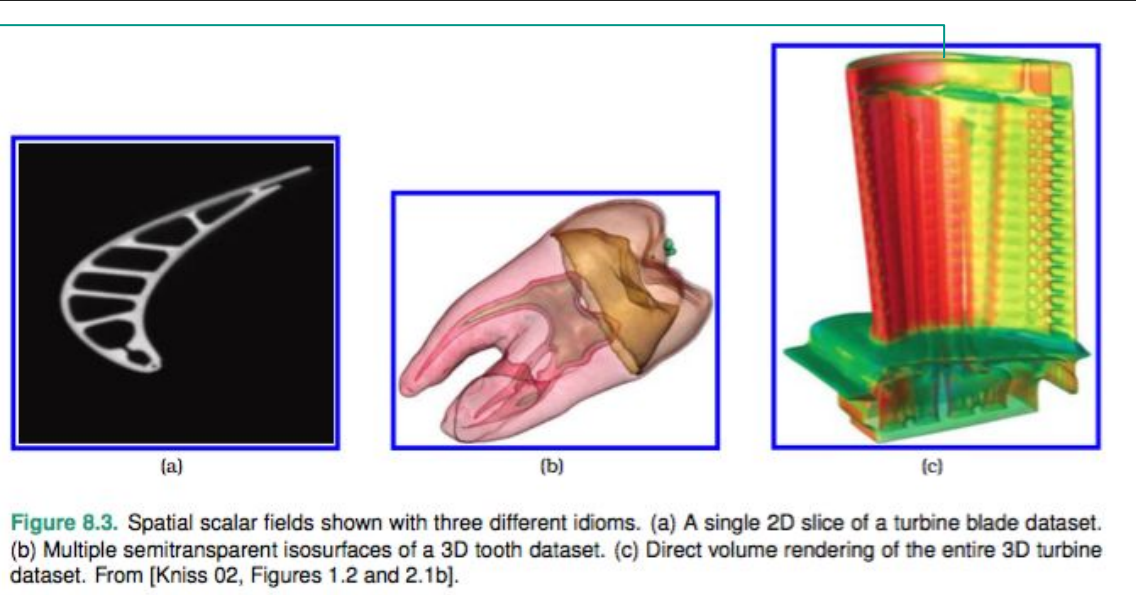 (a)
(b)
(c)
Figure 8.3. Spatial scalar fields shown with three different idioms. (a) A single 2D slice of a turbine blade dataset.
(b) Multiple semitransparent isosurfaces of a 3D tooth dataset. (c) Direct volume rendering of the entire 3D turbine
dataset. From [Kniss 02, Figures 1.2 and 2.1b].